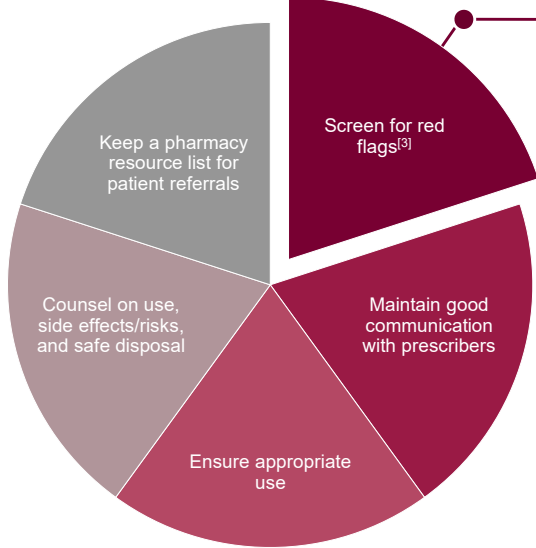 Screen for red
flags[3]
Maintain good
communication
with prescribers
Ensure appropriate
use
Counsel on use,
side effects/risks,
and safe disposal
Keep a pharmacy
resource list for
patient referrals